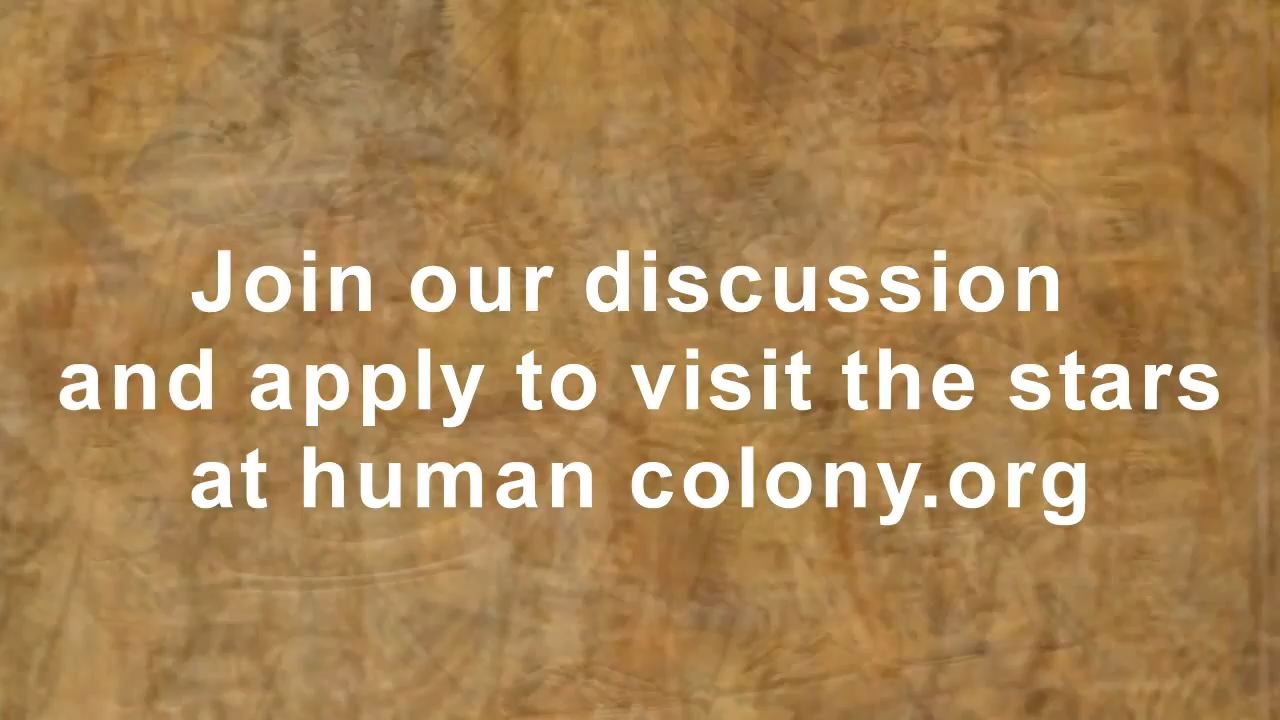 Join our discussion
and apply to visit the stars
at human colony.org